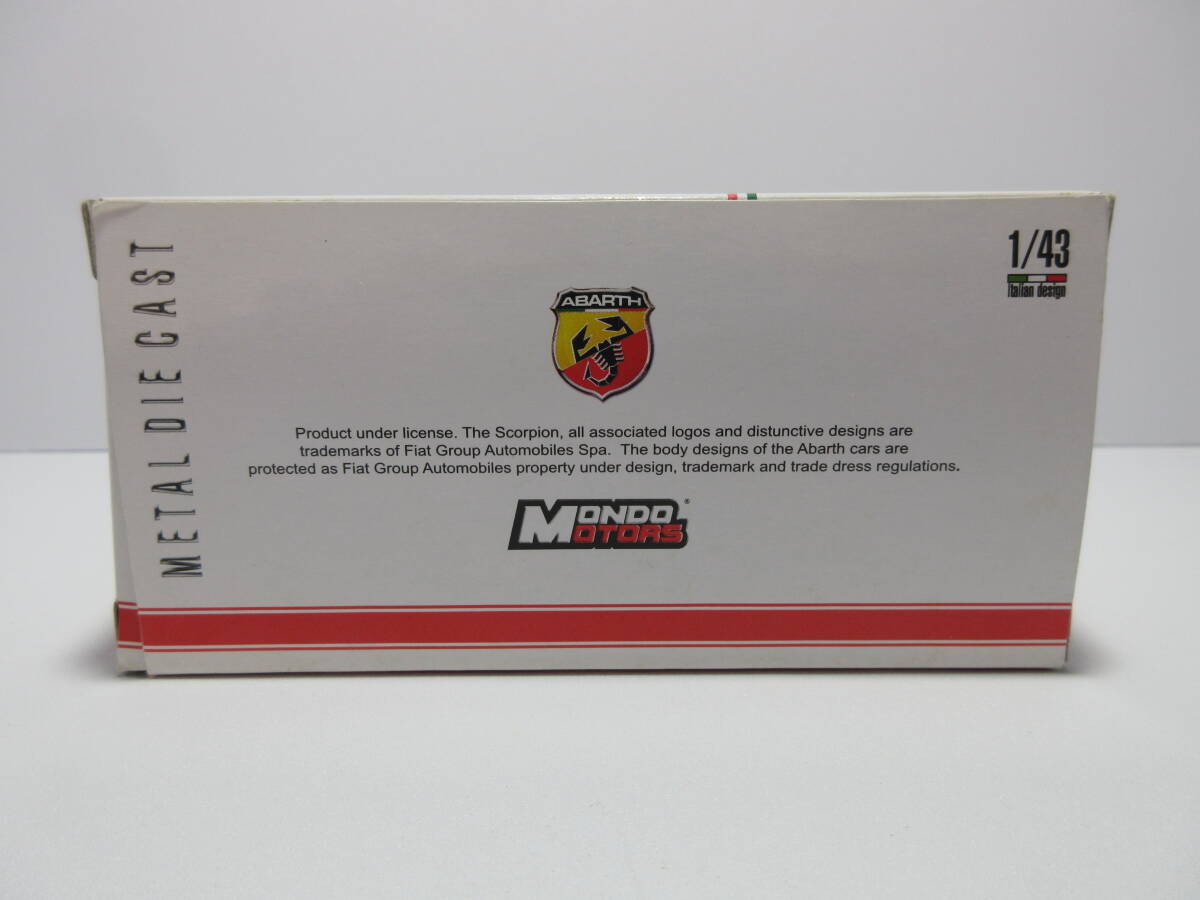 METAL DIE CAST
1/43
Italian design
ABARTH
Product under license. The Scorpion, all associated logos and distunctive designs are
trademarks of Fiat Group Automobiles Spa. The body designs of the Abarth cars are
protected as Fiat Group Automobiles property under design, trademark and trade dress regulations.
MONDO
MOTORS
®